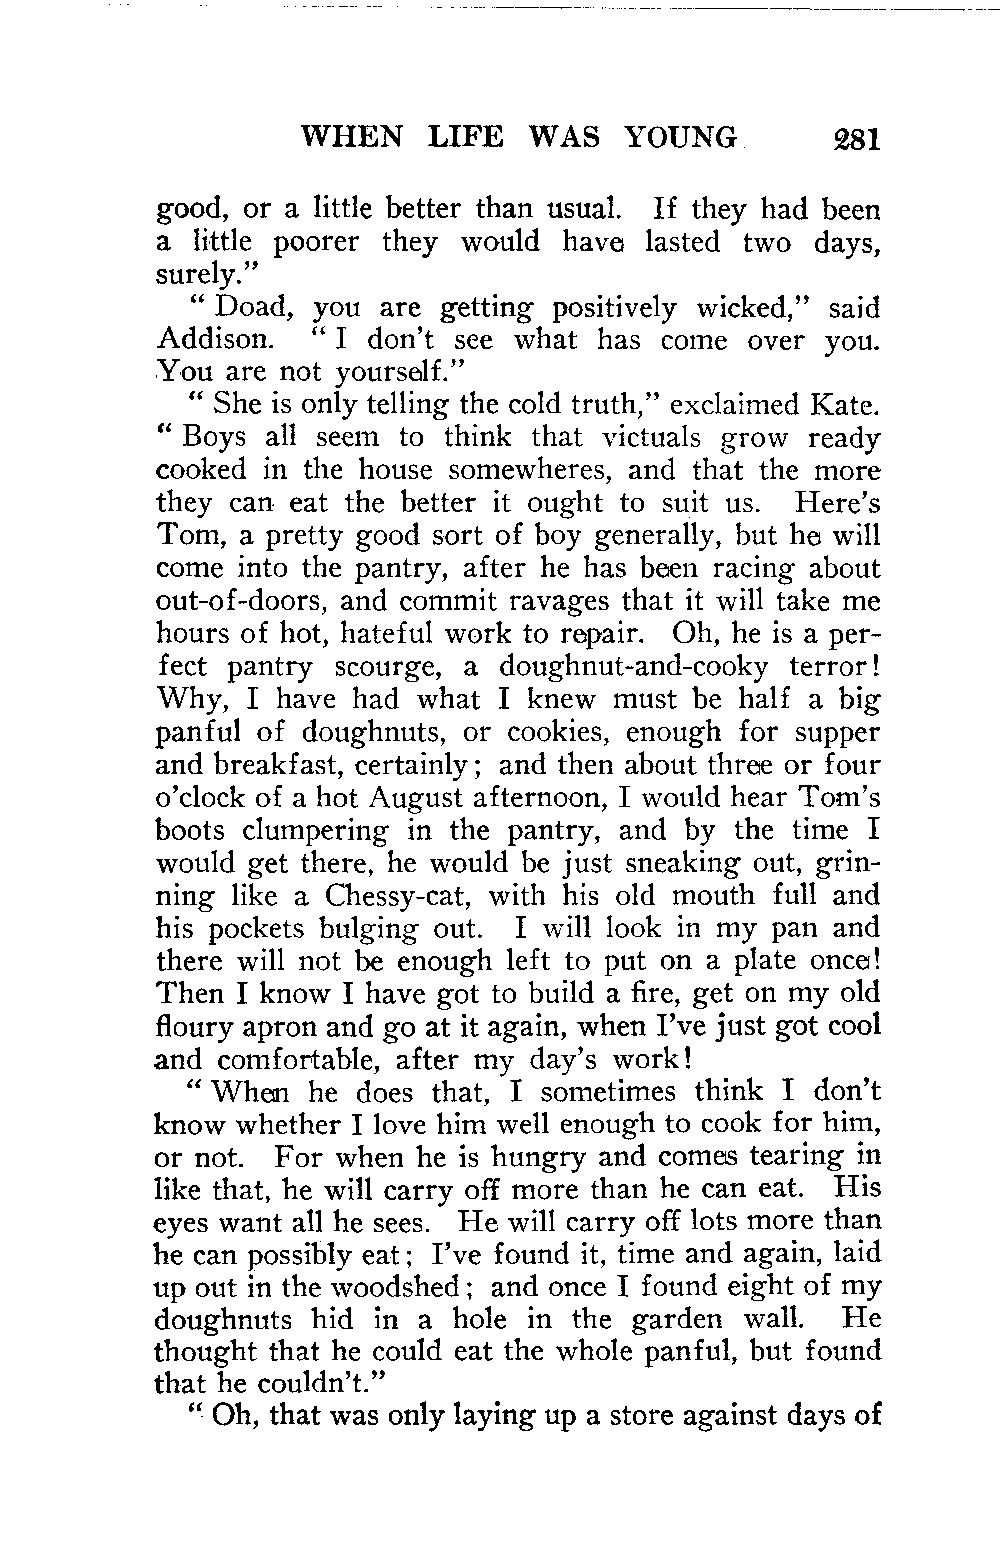 WHEN LIFE WAS YOUNG 281
good, or a little better than usual. If they had been
a little poorer they would have lasted two days,
surely."
" Doad, you are getting positively wicked," said
Addison. " I don't see what has come over you.
You are not yourself."
" She is only telling the cold truth," exclaimed Kate.
" Boys all seem to think that victuals grow ready
cooked in the house somewheres, and that the more
they can eat the better it ought to suit us. Here's
Tom, a pretty good sort of boy generally, but he will
come into the pantry, after he has been racing about
out-of-doors, and commit ravages that it will take me
hours of hot, hateful work to repair. Oh, he is a per-
fect pantry scourge, a doughnut-and-cooky terror!
Why, I have had what I knew must be half a big
panful of doughnuts, or cookies, enough for supper
and breakfast, certainly; and then about three or four
o'clock of a hot August afternoon, I would hear Tom's
boots clumpering in the pantry, and by the time I
would get there, he would be just sneaking out, grin-
ning like a Chessy-cat, with his old mouth full and
his pockets bulging out. I will look in my pan and
there will not be enough left to put on a plate once!
Then I know I have got to build a fire, get on my old
floury apron and go at it again, when I've just got cool
and comfortable, after my day's work!
" When he does that, I sometimes think I don't
know whether I love him well enough to cook for him,
or not. For when he is hungry and comes tearing in
like that, he will carry off more than he can eat. His
eyes want all he sees. He will carry off lots more than
he can possibly eat; I've found it, time and again, laid
up out in the woodshed; and once I found eight of my
doughnuts hid in a hole in the garden wall. He
thought that he could eat the whole panful, but found
that he couldn't."
" Oh, that was only laying up a store against days of